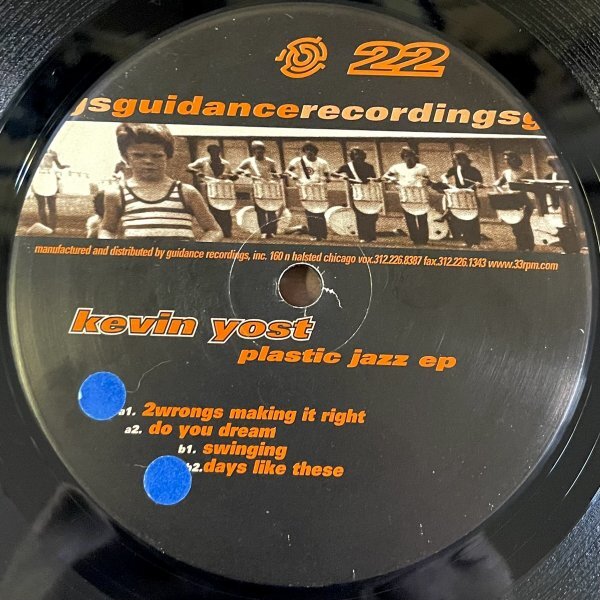 22
gsguidancerecordingsg
manufactured and distributed by guidance recordings, inc. 160 n halsted chicago vox.312.226.8387 fax.312.226.1343 www.33rpm.com
kevin yost
plastic jazz ep
a1. 2wrongs making it right
a2. do you dream
b1. swinging
b2. days like these